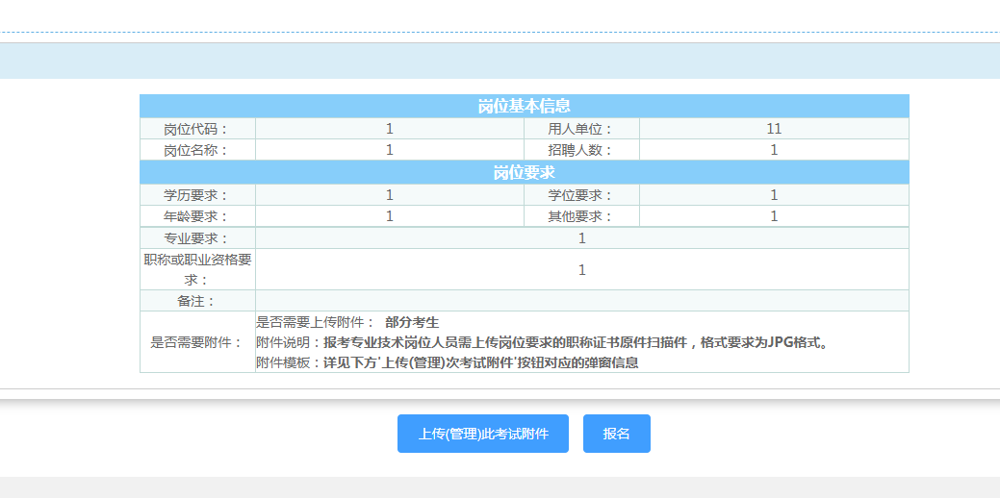 岗位基本信息
岗位代码： 1 用人单位： 11
岗位名称： 1 招聘人数： 1
岗位要求
学历要求： 1 学位要求： 1
年龄要求： 1 其他要求： 1
专业要求： 1
职称或职业资格要
求： 1
备注：
是否需要附件：
是否需要上传附件： 部分考生
附件说明：报考专业技术岗位人员需上传岗位要求的职称证书原件扫描件，格式要求为JPG格式。
附件模板：详见下方'上传(管理)次考试附件'按钮对应的弹窗信息
上传(管理)此考试附件 报名